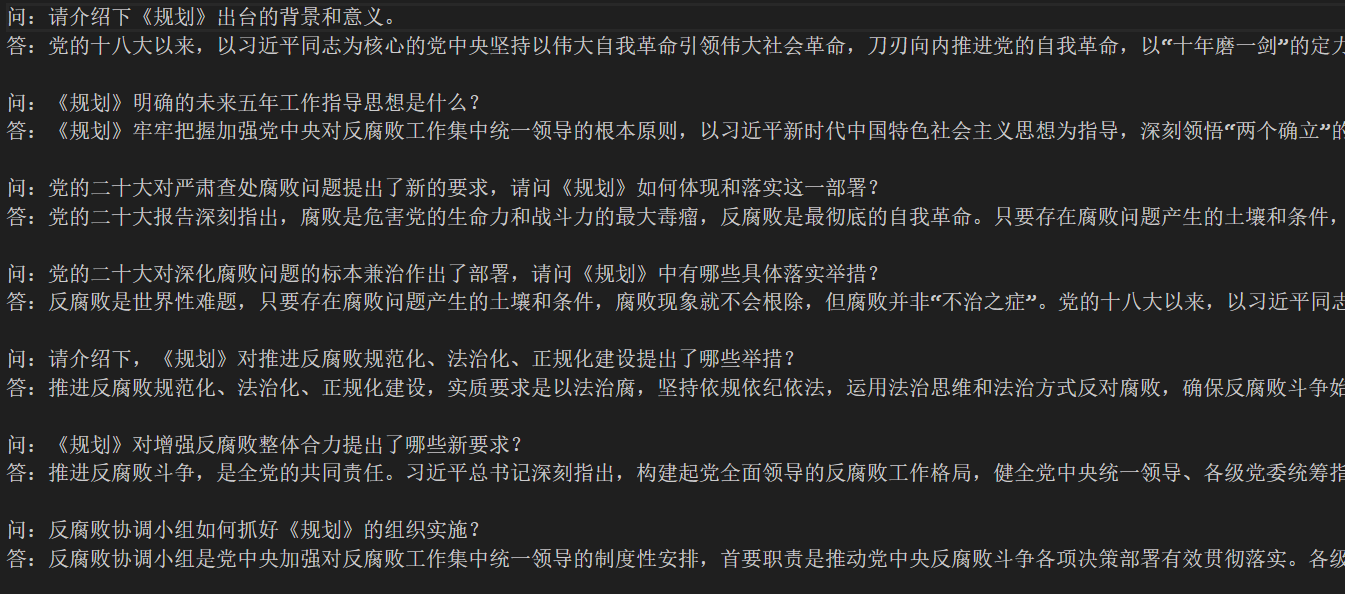 问：请介绍下《规划》出台的背景和意义。
答：党的十八大以来，以习近平同志为核心的党中央坚持以伟大自我革命引领伟大社会革命，刀刃向内推进党的自我革命，以“十年磨一剑”的定力
问：《规划》明确的未来五年工作指导思想是什么？
答：《规划》牢牢把握加强党中央对反腐败工作集中统一领导的根本原则，以习近平新时代中国特色社会主义思想为指导，深刻领悟“两个确立”的
问：党的二十大对严肃查处腐败问题提出了新的要求，请问《规划》如何体现和落实这一部署？
答：党的二十大报告深刻指出，腐败是危害党的生命力和战斗力的最大毒瘤，反腐败是最彻底的自我革命。只要存在腐败问题产生的土壤和条件，
问：党的二十大对深化腐败问题的标本兼治作出了部署，请问《规划》中有哪些具体落实举措？
答：反腐败是世界性难题，只要存在腐败问题产生的土壤和条件，腐败现象就不会根除，但腐败并非“不治之症”。党的十八大以来，以习近平同志
问：请介绍下，《规划》对推进反腐败规范化、法治化、正规化建设提出了哪些举措？
答：推进反腐败规范化、法治化、正规化建设，实质要求是以法治腐，坚持依规依纪依法，运用法治思维和法治方式反对腐败，确保反腐败斗争始
问：《规划》对增强反腐败整体合力提出了哪些新要求？
答：推进反腐败斗争，是全党的共同责任。习近平总书记深刻指出，构建起党全面领导的反腐败工作格局，健全党中央统一领导、各级党委统筹指
问：反腐败协调小组如何抓好《规划》的组织实施？
答：反腐败协调小组是党中央加强对反腐败工作集中统一领导的制度性安排，首要职责是推动党中央反腐败斗争各项决策部署有效贯彻落实。各级